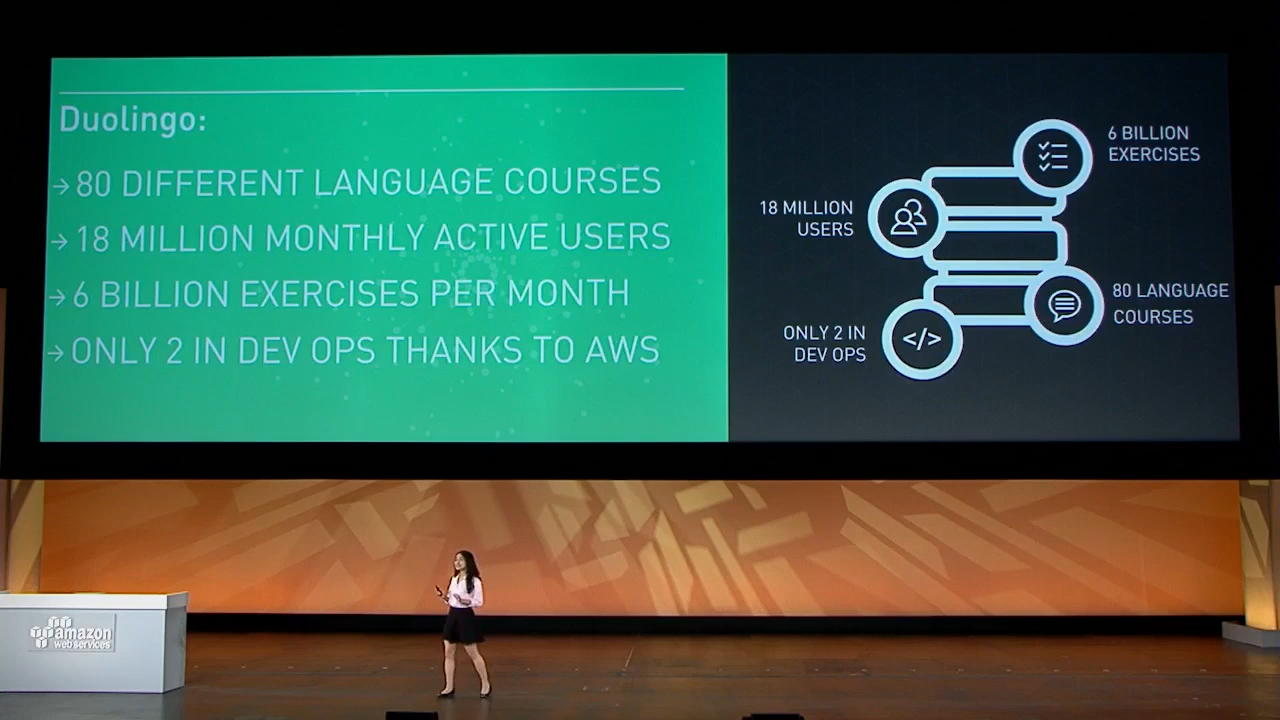 Duolingo:
→ 80 DIFFERENT LANGUAGE COURSES
→ 18 MILLION MONTHLY ACTIVE USERS
→ 6 BILLION EXERCISES PER MONTH
→ ONLY 2 IN DEV OPS THANKS TO AWS
6 BILLION
EXERCISES
18 MILLION
USERS
80 LANGUAGE
COURSES
ONLY 2 IN
DEV OPS
</>
amazon
webservices